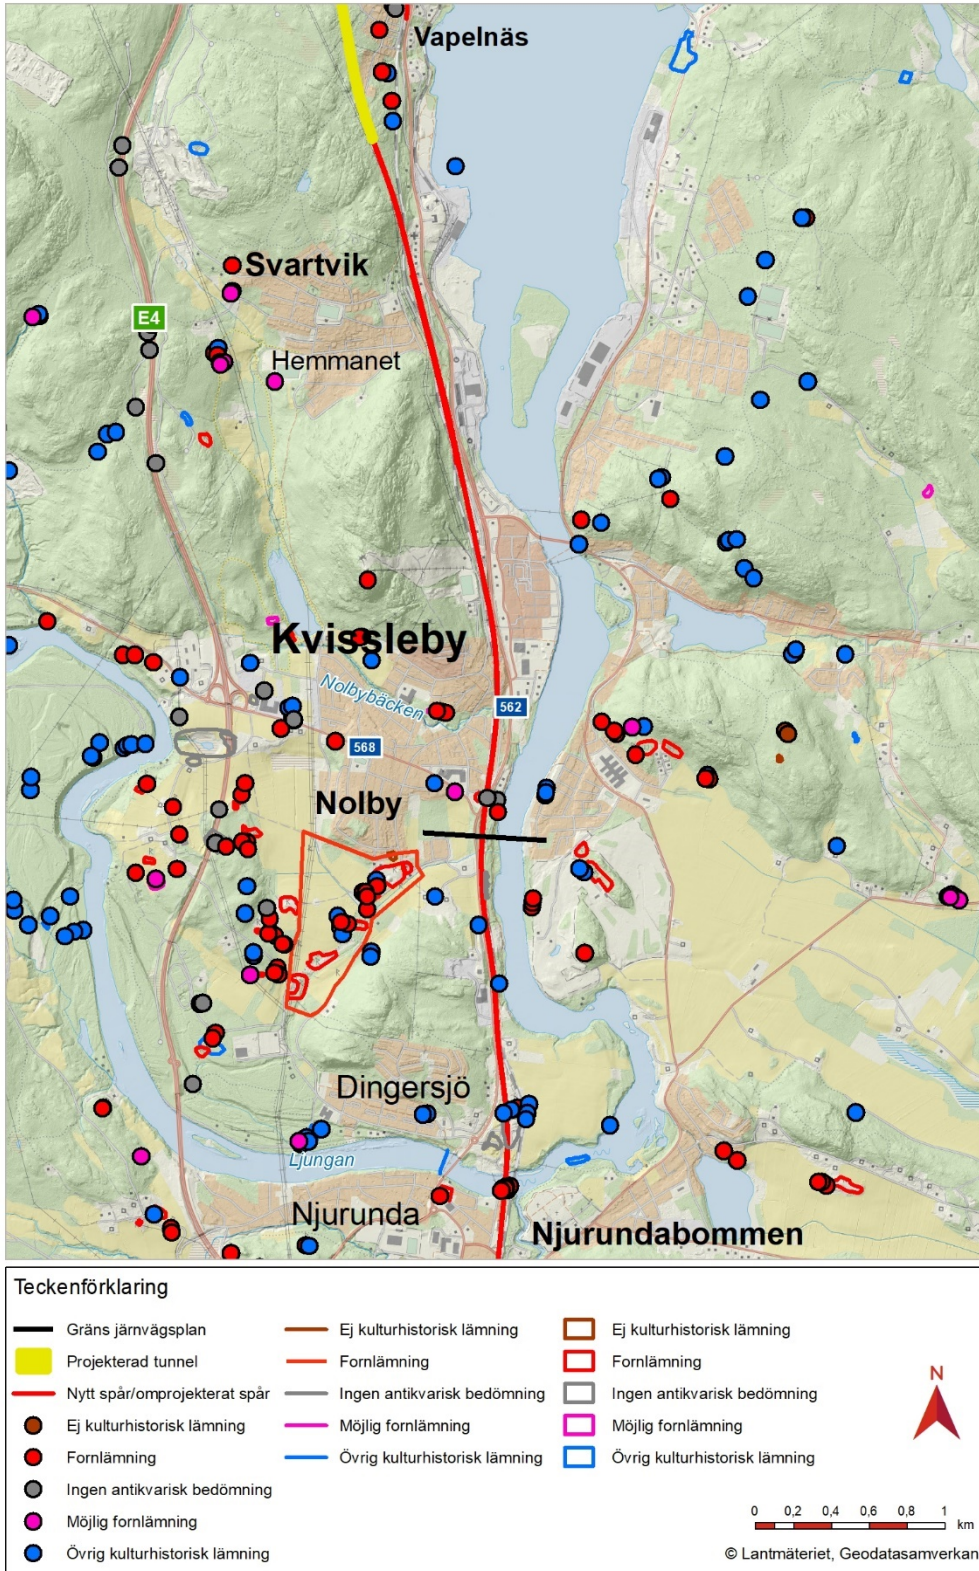 Vapelnäs
Svartvik
E4
Hemmanet
Kvissleby
Nolbybäcken
562
568
Nolby
Dingersjö
Ljungan
Njurunda
Njurundabommen
Teckenförklaring
Gräns järnvägsplan
Projekterad tunnel
Nytt spår/omprojekterat spår
Ej kulturhistorisk lämning
Fornlämning
Ingen antikvarisk bedömning
Möjlig fornlämning
Övrig kulturhistorisk lämning
Ej kulturhistorisk lämning
Fornlämning
Ingen antikvarisk bedömning
Möjlig fornlämning
Övrig kulturhistorisk lämning
Ej kulturhistorisk lämning
Fornlämning
Ingen antikvarisk bedömning
Möjlig fornlämning
Övrig kulturhistorisk lämning
N
0 0,2 0,4 0,6 0,8 1
km
© Lantmäteriet, Geodatasamverkan